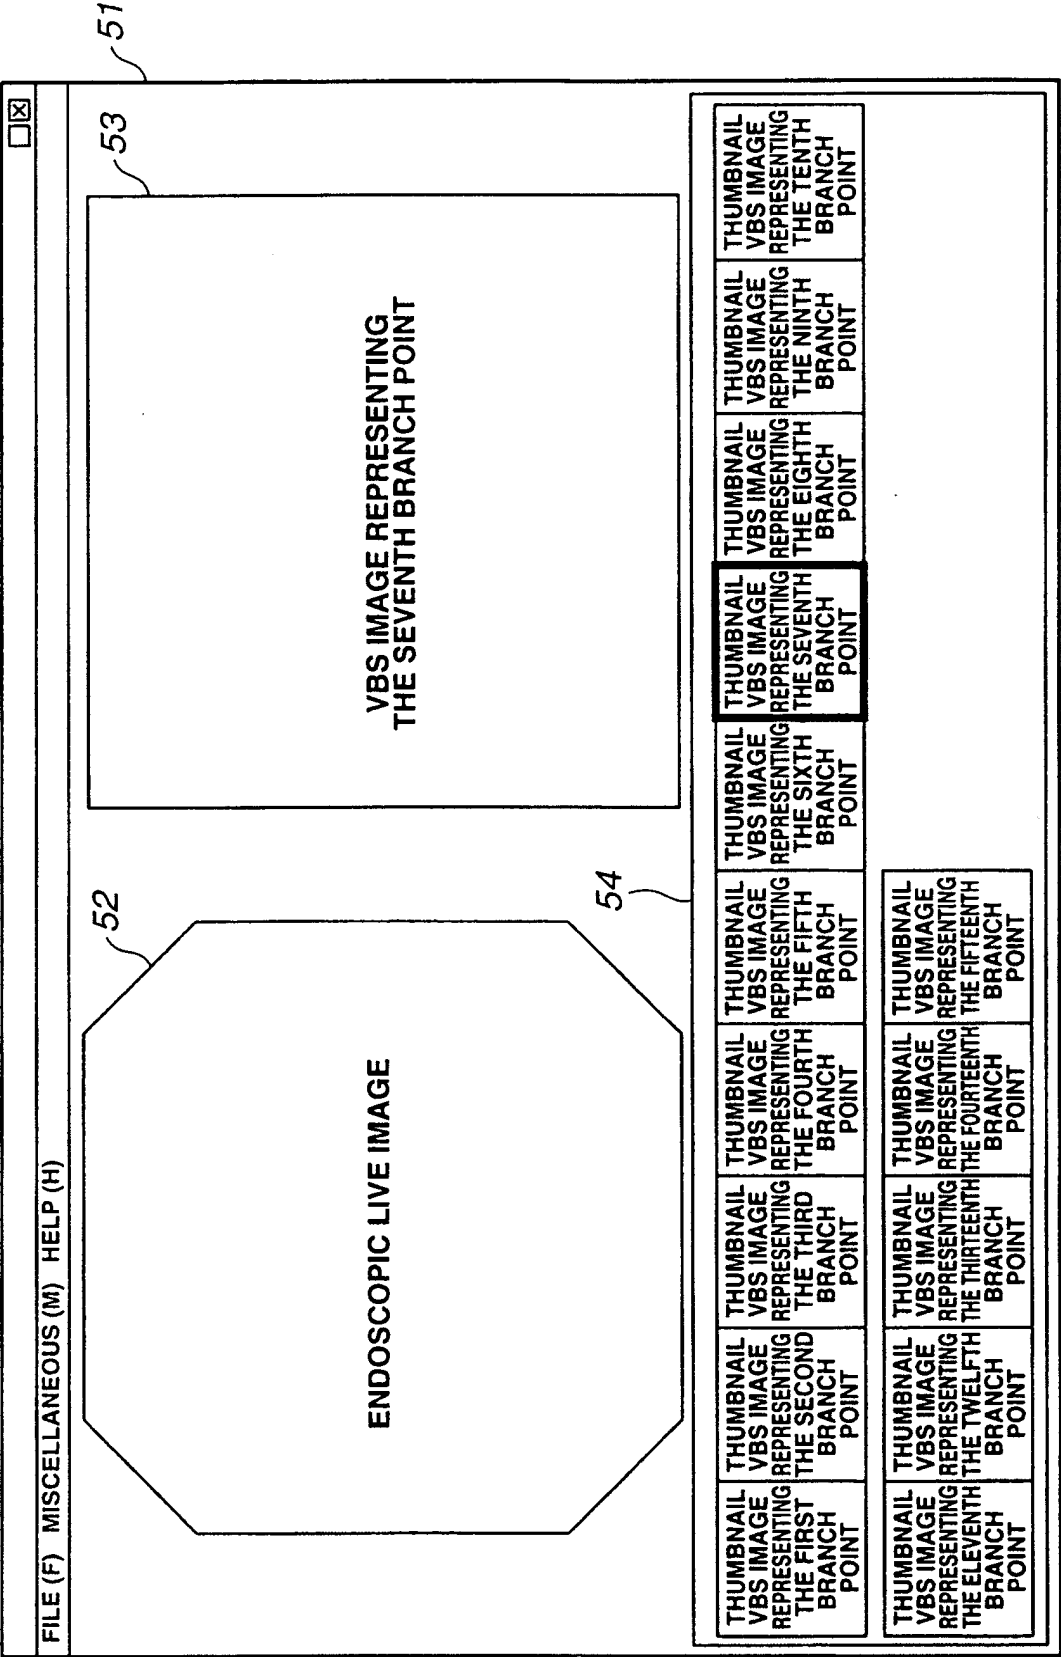 51
FILE (F) MISCELLANEOUS (M) HELP (H)
52
ENDOSCOPIC LIVE IMAGE
53
VBS IMAGE REPRESENTING
THE SEVENTH BRANCH POINT
54
THUMBNAIL
VBS IMAGE
REPRESENTING
THE FIRST
BRANCH
POINT
THUMBNAIL
VBS IMAGE
REPRESENTING
THE SECOND
BRANCH
POINT
THUMBNAIL
VBS IMAGE
REPRESENTING
THE THIRD
BRANCH
POINT
THUMBNAIL
VBS IMAGE
REPRESENTING
THE FOURTH
BRANCH
POINT
THUMBNAIL
VBS IMAGE
REPRESENTING
THE FIFTH
BRANCH
POINT
THUMBNAIL
VBS IMAGE
REPRESENTING
THE SIXTH
BRANCH
POINT
THUMBNAIL
VBS IMAGE
REPRESENTING
THE SEVENTH
BRANCH
POINT
THUMBNAIL
VBS IMAGE
REPRESENTING
THE EIGHTH
BRANCH
POINT
THUMBNAIL
VBS IMAGE
REPRESENTING
THE NINTH
BRANCH
POINT
THUMBNAIL
VBS IMAGE
REPRESENTING
THE TENTH
BRANCH
POINT
THUMBNAIL
VBS IMAGE
REPRESENTING
THE ELEVENTH
BRANCH
POINT
THUMBNAIL
VBS IMAGE
REPRESENTING
THE TWELFTH
BRANCH
POINT
THUMBNAIL
VBS IMAGE
REPRESENTING
THE THIRTEENTH
BRANCH
POINT
THUMBNAIL
VBS IMAGE
REPRESENTING
THE FOURTEENTH
BRANCH
POINT
THUMBNAIL
VBS IMAGE
REPRESENTING
THE FIFTEENTH
BRANCH
POINT